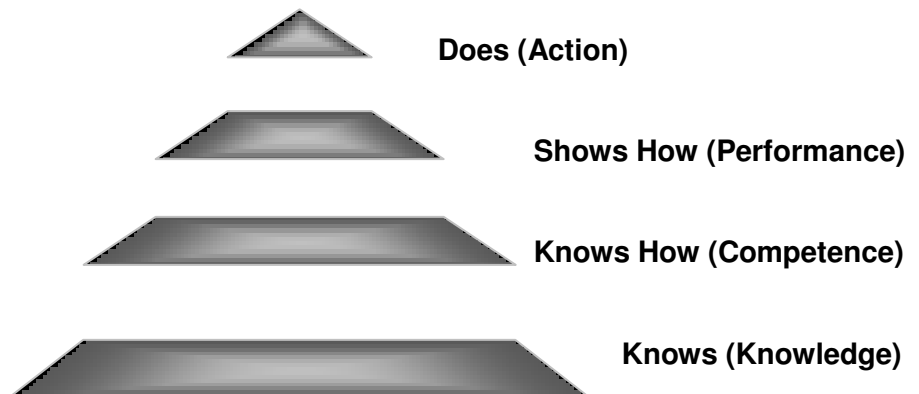 Does (Action)
Shows How (Performance)
Knows How (Competence)
Knows (Knowledge)